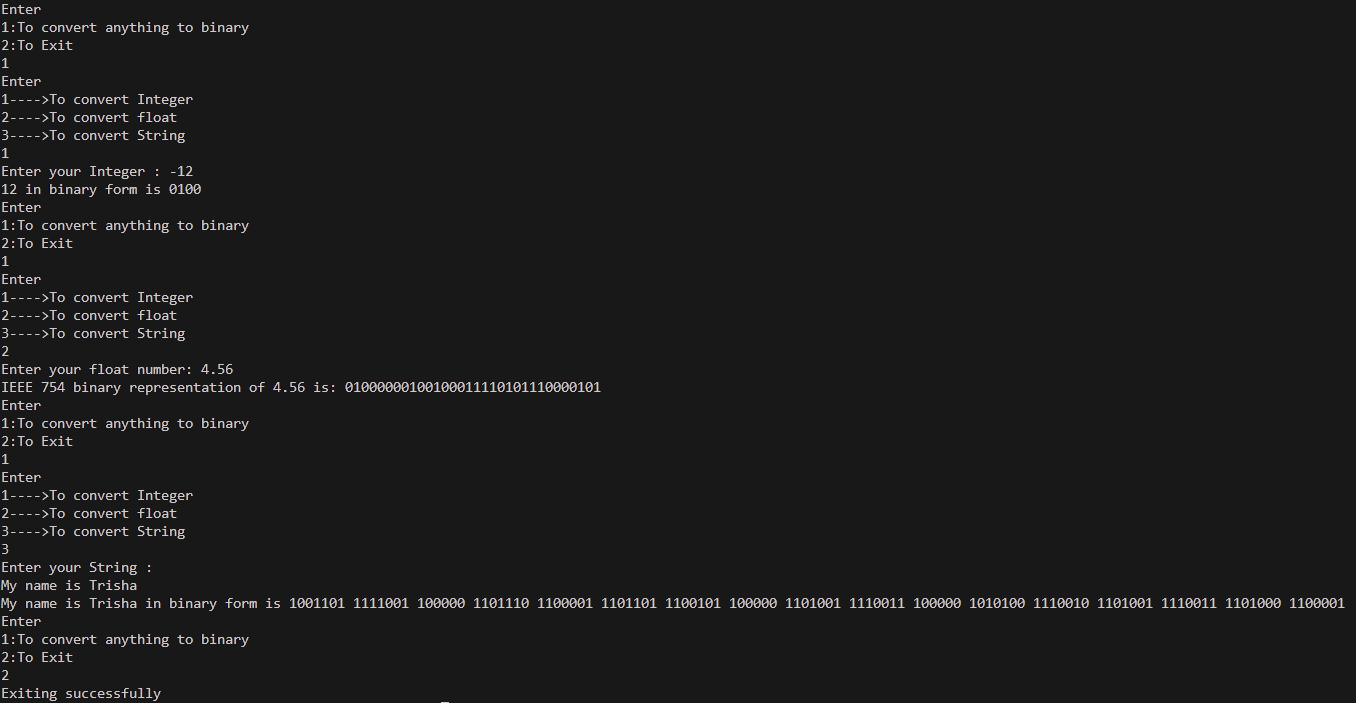 Enter
1:To convert anything to binary
2:To Exit
1
Enter
1---->To convert Integer
2---->To convert float
3---->To convert String
1
Enter your Integer : -12
12 in binary form is 0100
Enter
1:To convert anything to binary
2:To Exit
1
Enter
1---->To convert Integer
2---->To convert float
3---->To convert String
2
Enter your float number: 4.56
IEEE 754 binary representation of 4.56 is: 01000000100100011110101110000101
Enter
1:To convert anything to binary
2:To Exit
1
Enter
1---->To convert Integer
2---->To convert float
3---->To convert String
3
Enter your String :
My name is Trisha
My name is Trisha in binary form is 1001101 1111001 100000 1101110 1100001 1101101 1100101 100000 1101001 1110011 100000 1010100 1110010 1101001 1110011 1101000 1100001
Enter
1:To convert anything to binary
2:To Exit
2
Exiting successfully